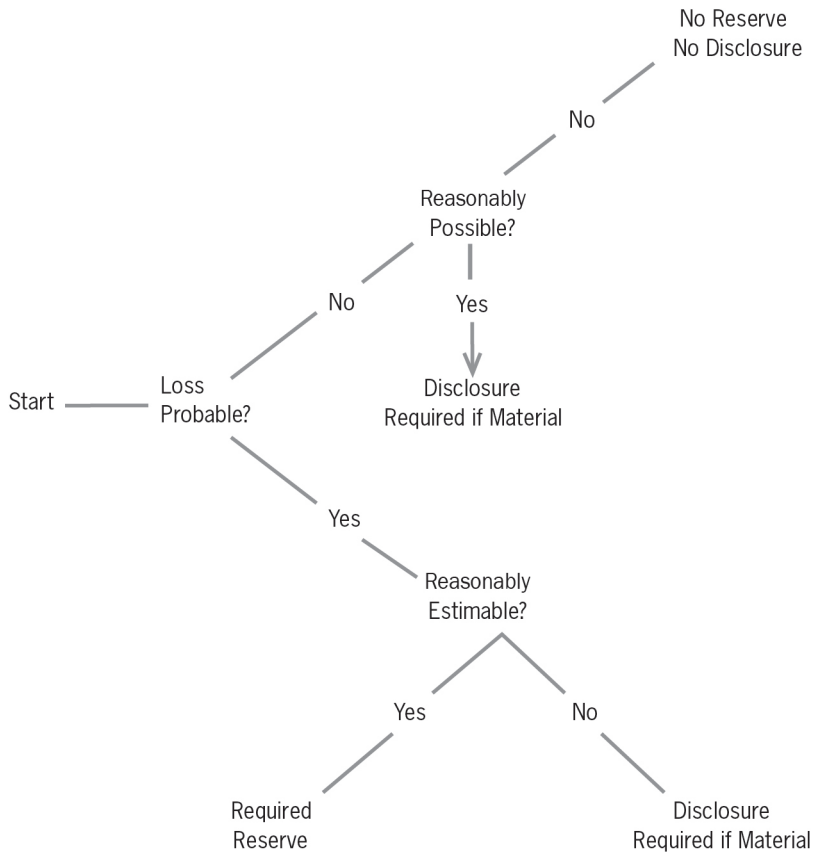 No Reserve
No Disclosure
No
Reasonably
Possible?
No
Yes
Start
Loss
Probable?
Disclosure
Required if Material
Yes
Reasonably
Estimable?
Yes
No
Required
Reserve
Disclosure
Required if Material